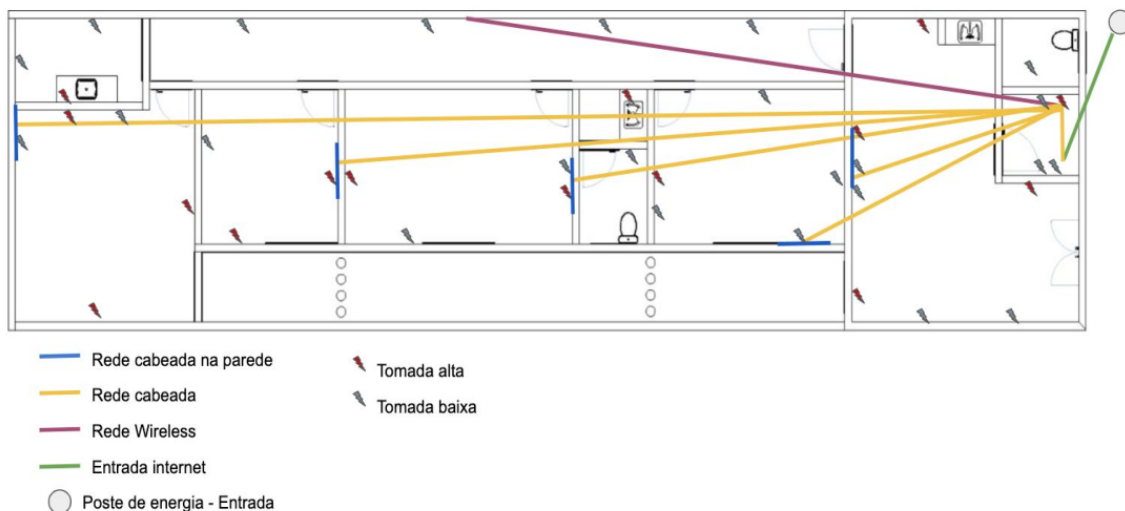 Rede cabeada na parede
Tomada alta
Rede cabeada
Tomada baixa
Rede Wireless
Entrada internet
Poste de energia - Entrada